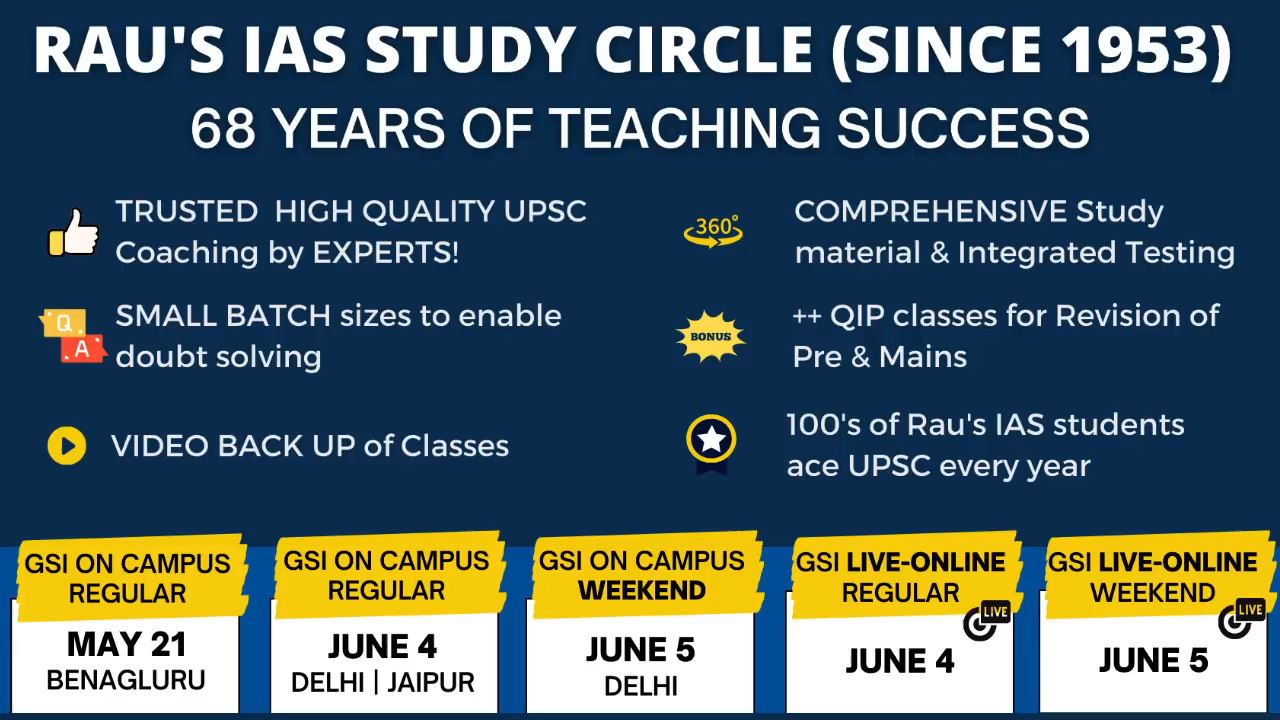 RAU'S IAS STUDY CIRCLE (SINCE 1953)
68 YEARS OF TEACHING SUCCESS
TRUSTED HIGH QUALITY UPSC
Coaching by EXPERTS!
360°
COMPREHENSIVE Study
material & Integrated Testing
Q
A
SMALL BATCH sizes to enable
doubt solving
BONUS
++ QIP classes for Revision of
Pre & Mains
VIDEO BACK UP of Classes
100's of Rau's IAS students
ace UPSC every year
GSI ON CAMPUS
REGULAR
MAY 21
BENAGLURU
GSI ON CAMPUS
REGULAR
JUNE 4
DELHI | JAIPUR
GSI ON CAMPUS
WEEKEND
JUNE 5
DELHI
GSI LIVE-ONLINE
REGULAR
LIVE
JUNE 4
GSI LIVE-ONLINE
WEEKEND
LIVE
JUNE 5